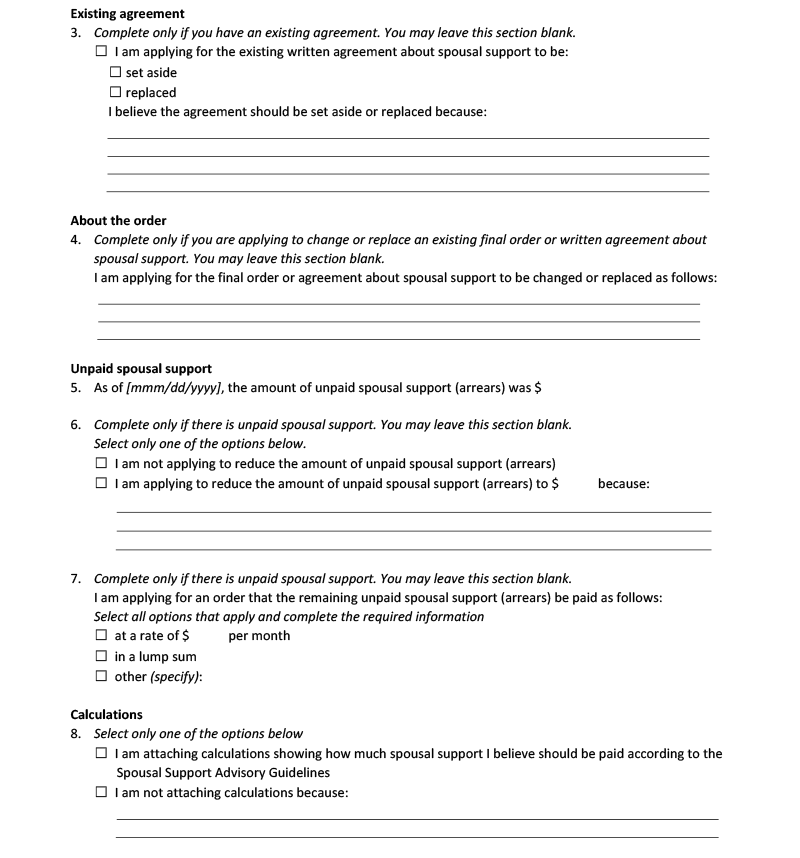 Existing agreement
3. Complete only if you have an existing agreement. You may leave this section blank.
☐ I am applying for the existing written agreement about spousal support to be:
☐ set aside
☐ replaced
I believe the agreement should be set aside or replaced because:
About the order
4. Complete only if you are applying to change or replace an existing final order or written agreement about
spousal support. You may leave this section blank.
I am applying for the final order or agreement about spousal support to be changed or replaced as follows:
Unpaid spousal support
5. As of [mmm/dd/yyyy], the amount of unpaid spousal support (arrears) was $
6. Complete only if there is unpaid spousal support. You may leave this section blank.
Select only one of the options below.
☐ I am not applying to reduce the amount of unpaid spousal support (arrears)
☐ I am applying to reduce the amount of unpaid spousal support (arrears) to $ because:
7. Complete only if there is unpaid spousal support. You may leave this section blank.
I am applying for an order that the remaining unpaid spousal support (arrears) be paid as follows:
Select all options that apply and complete the required information
☐ at a rate of $ per month
☐ in a lump sum
☐ other (specify):
Calculations
8. Select only one of the options below
☐ I am attaching calculations showing how much spousal support I believe should be paid according to the
Spousal Support Advisory Guidelines
☐ I am not attaching calculations because: